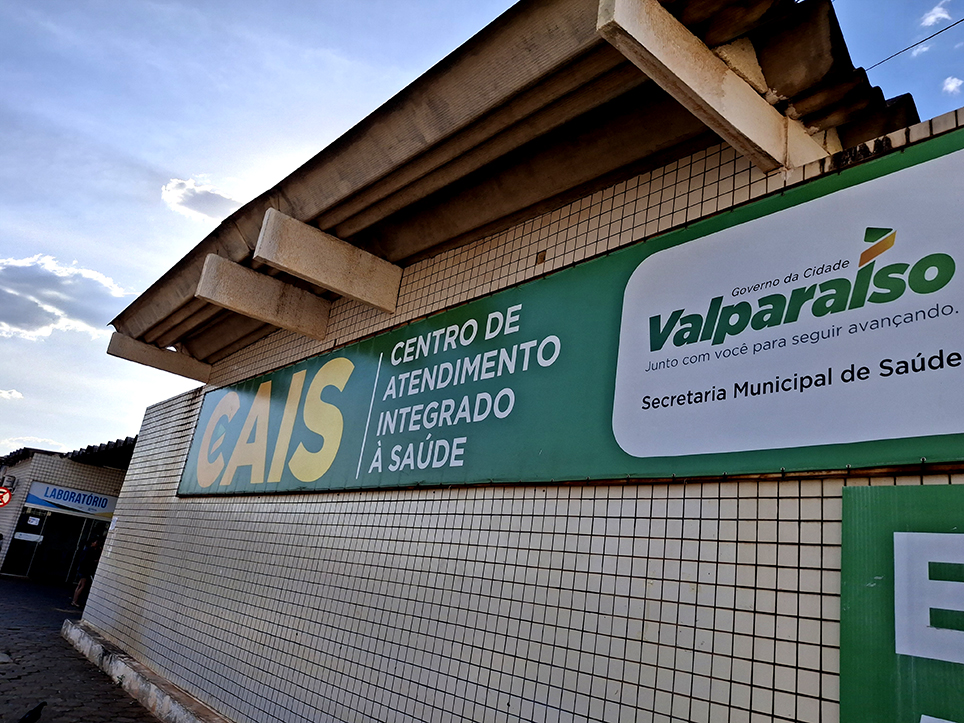 CAIS
CENTRO DE
ATENDIMENTO
INTEGRADO
À SAÚDE
Governo da Cidade
Valparaíso
Junto com você para seguir avançando.
Secretaria Municipal de Saúde
LABORATÓRIO
E